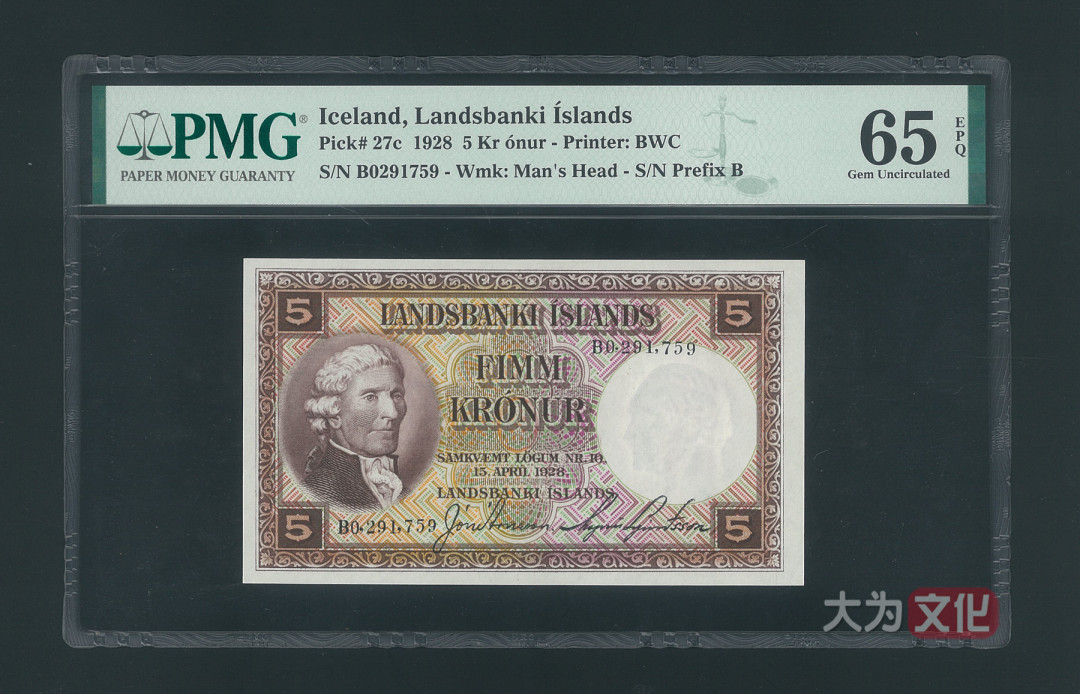 PMG®
PAPER MONEY GUARANTY
Iceland, Landsbanki Íslands
Pick# 27c 1928 5 Kr ónur - Printer: BWC
S/N B0291759 - Wmk: Man's Head - S/N Prefix B
65
EPQ
Gem Uncirculated
5
LANDSBANKI ÍSLANDS
5
B0·291,759
FIMM
KRÓNUR
SAMKVÆMT LÖGUM NR. 10,
15. APRÍL 1928.
LANDSBANKI ÍSLANDS,
5
B0·291,759
5
大为文化